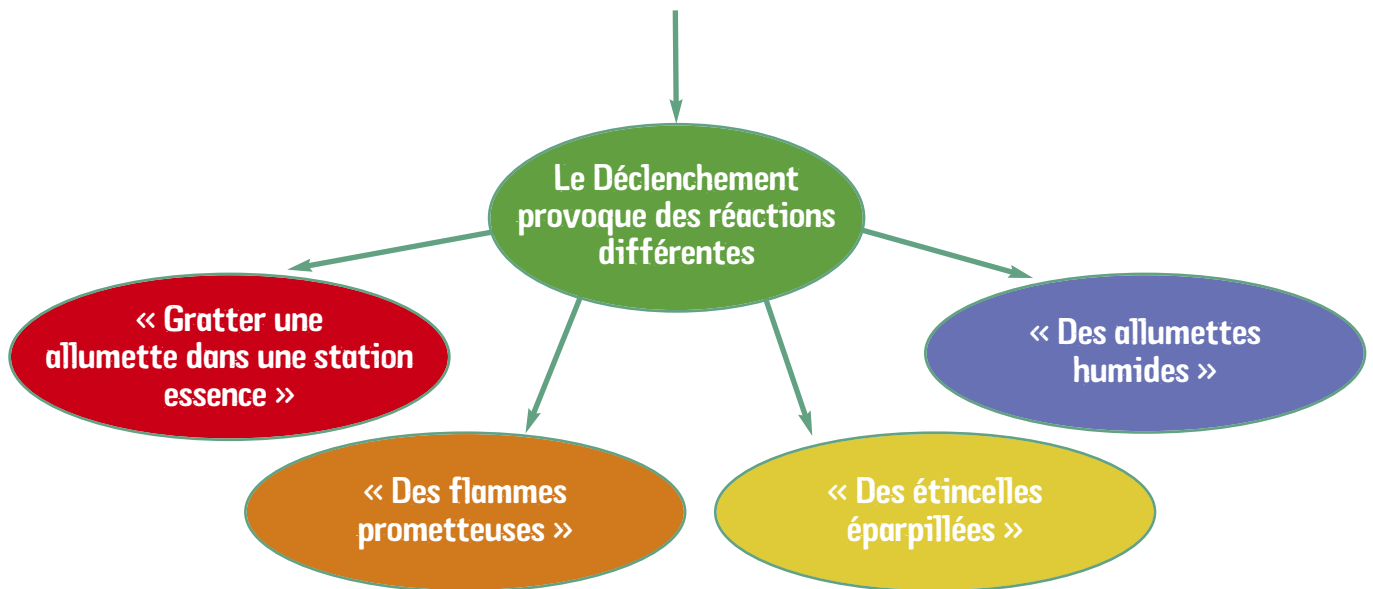 Le Déclenchement
provoque des réactions
différentes
« Gratter une
allumette dans une station
essence »
« Des allumettes
humides »
« Des flammes
prometteuses »
« Des étincelles
éparpillées »